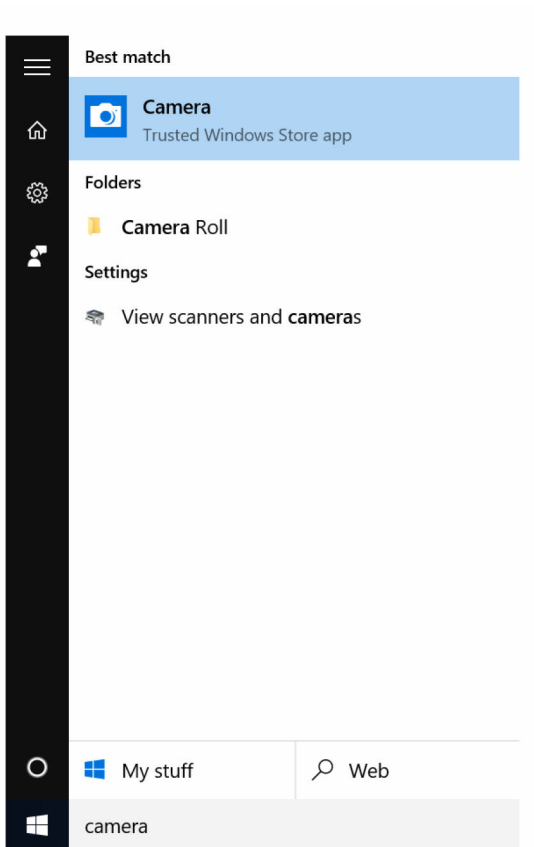 Best match
Camera
Trusted Windows Store app
Folders
Camera Roll
Settings
View scanners and cameras
My stuff
Web
camera